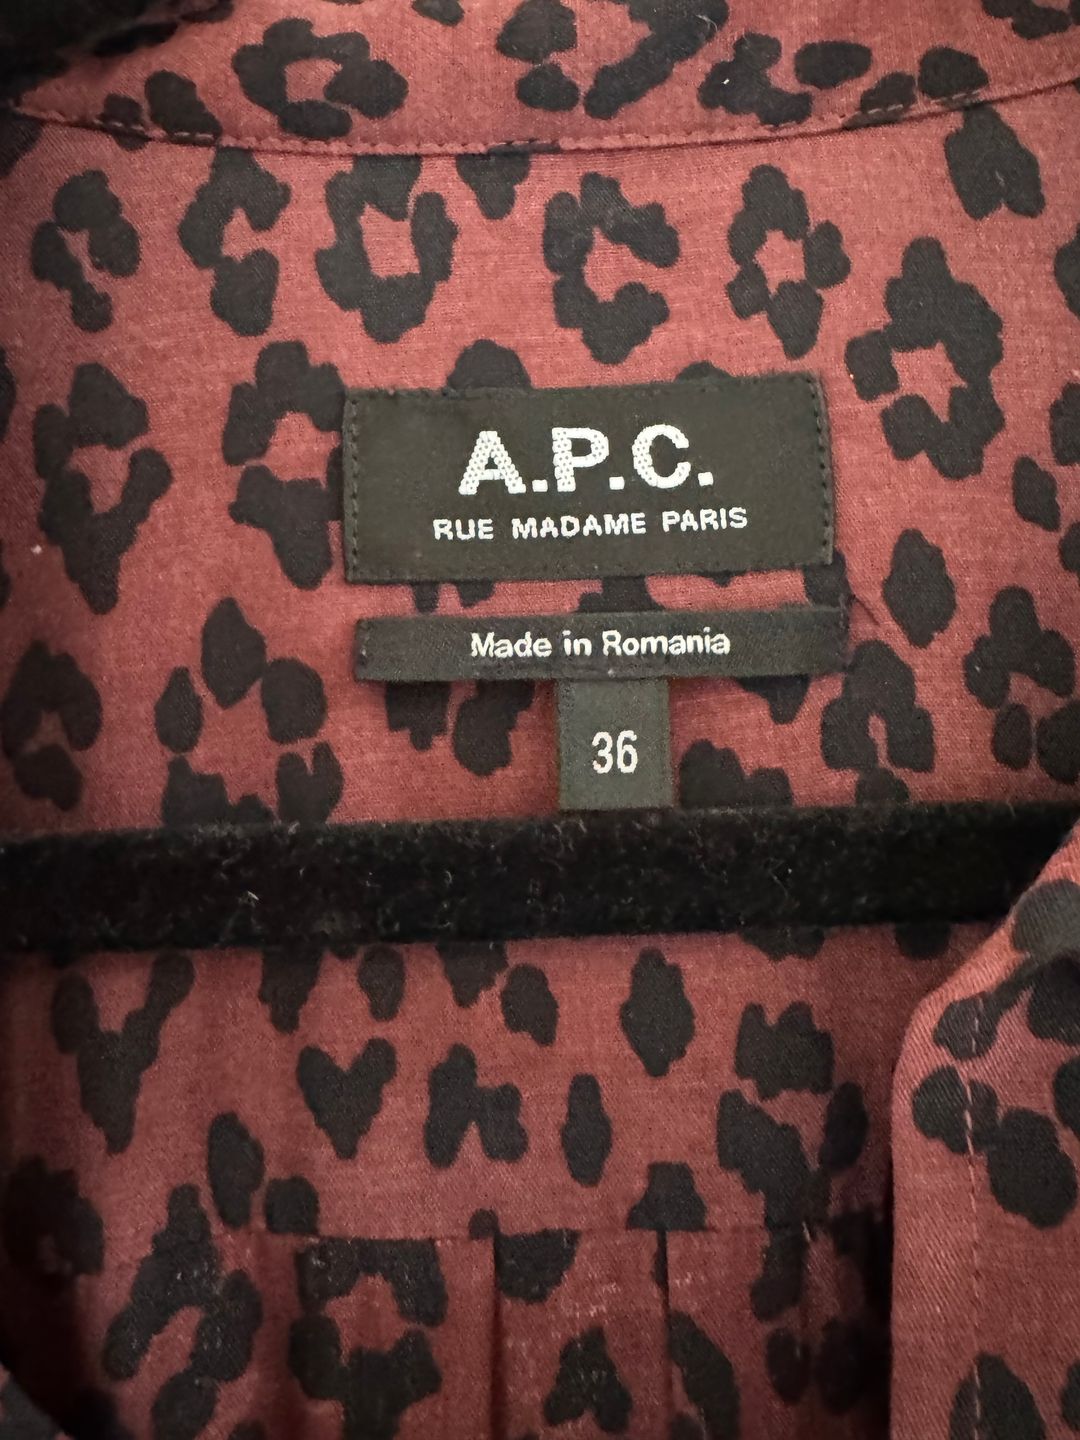 A.P.C.
RUE MADAME PARIS
Made in Romania
36